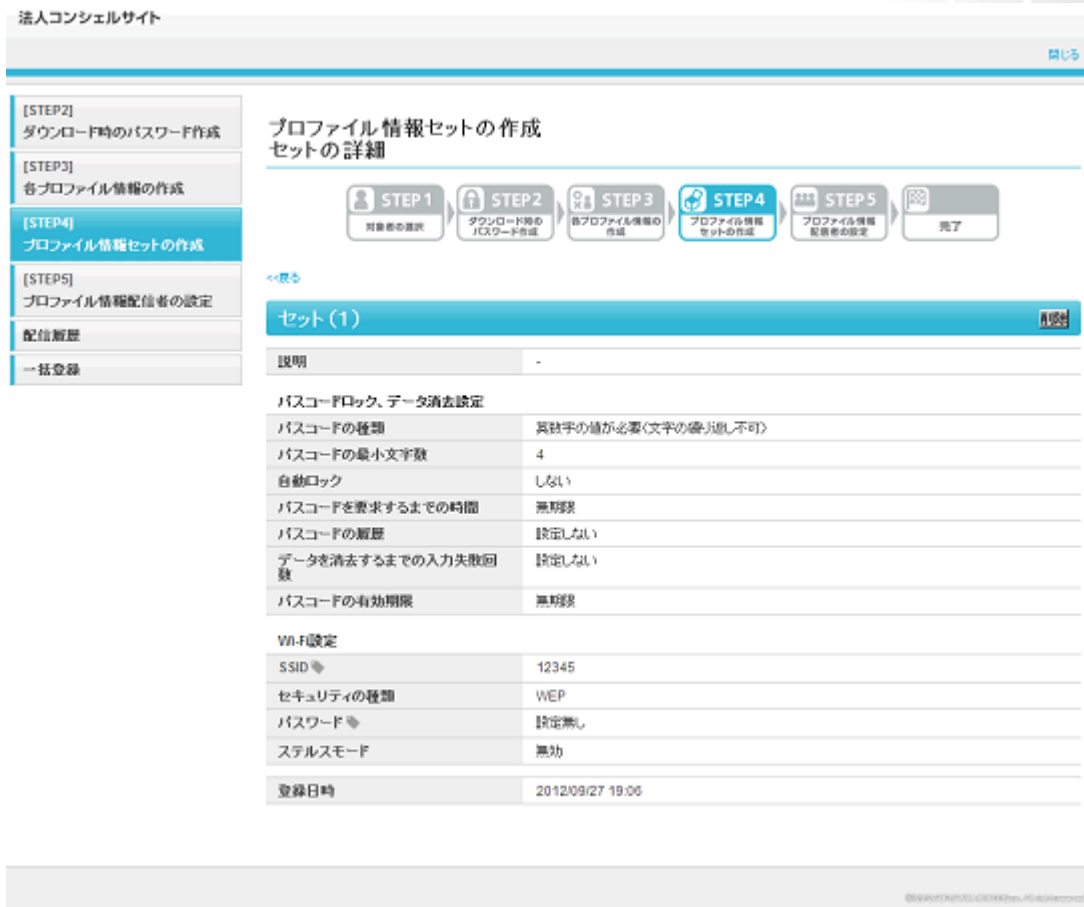 法人コンシェルサイト
閉じる
[STEP2]
ダウンロード時のパスワード作成
[STEP3]
各プロファイル情報の作成
[STEP4]
プロファイル情報セットの作成
[STEP5]
プロファイル情報配信者の設定
配信履歴
一括登録
プロファイル情報セットの作成
セットの詳細
STEP1
対象者の選択
STEP2
ダウンロード時の
パスワード作成
STEP3
各プロファイル情報の
作成
STEP4
プロファイル情報
セットの作成
STEP5
プロファイル情報
配信者の設定
完了
<<戻る
セット(1)
削除
説明 -
パスコードロック、データ消去設定
パスコードの種類 英数字の値が必要(文字の繰り返し不可)
パスコードの最小文字数 4
自動ロック しない
パスコードを要求するまでの時間 無期限
パスコードの履歴 設定しない
データを消去するまでの入力失敗回 設定しない
数
パスコードの有効期限 無期限
Wi-Fi設定
SSID 12345
セキュリティの種類 WEP
パスワード 設定無し
ステルスモード 無効
登録日時 2012/09/27 19:06